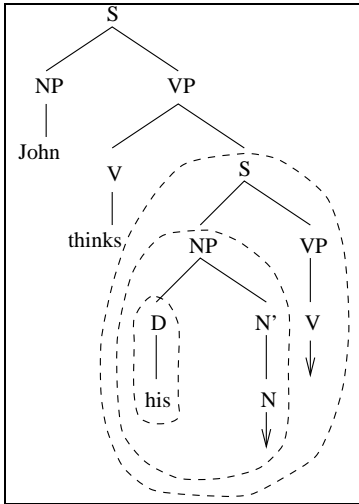 S
NP VP
John
V S
thinks NP VP
D N' V
his N